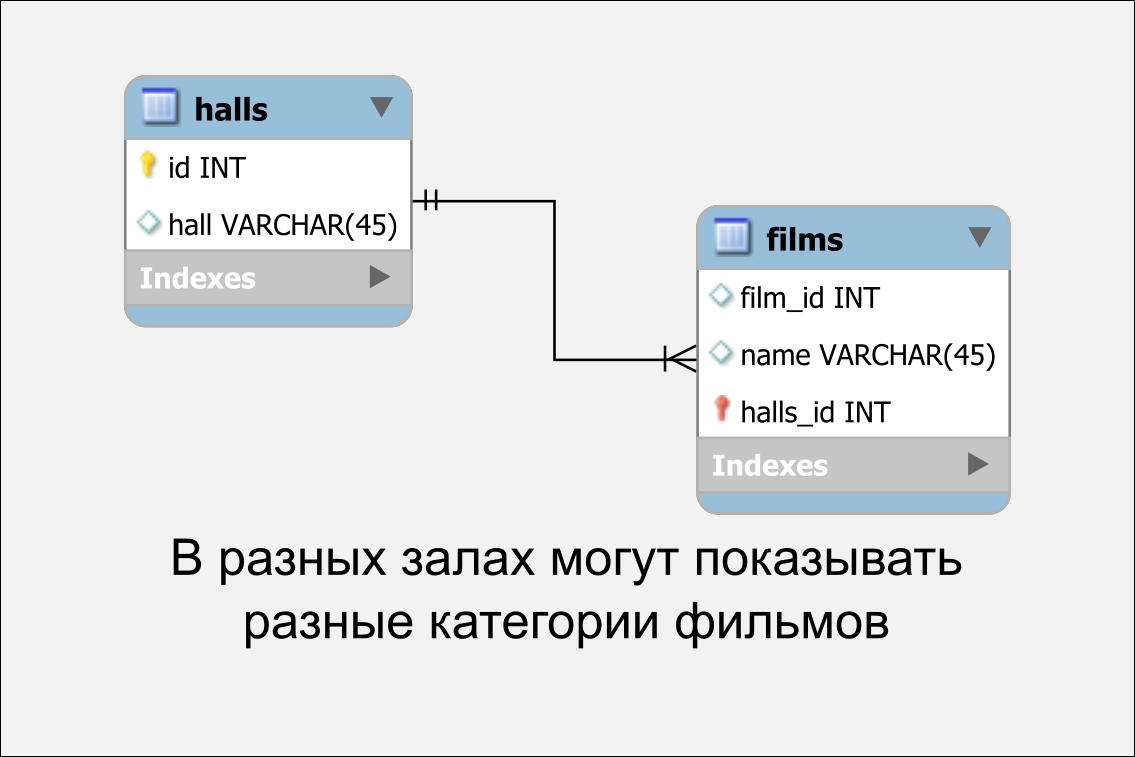 halls
id INT
hall VARCHAR(45)
Indexes
films
film_id INT
name VARCHAR(45)
halls_id INT
Indexes
В разных залах могут показывать
разные категории фильмов